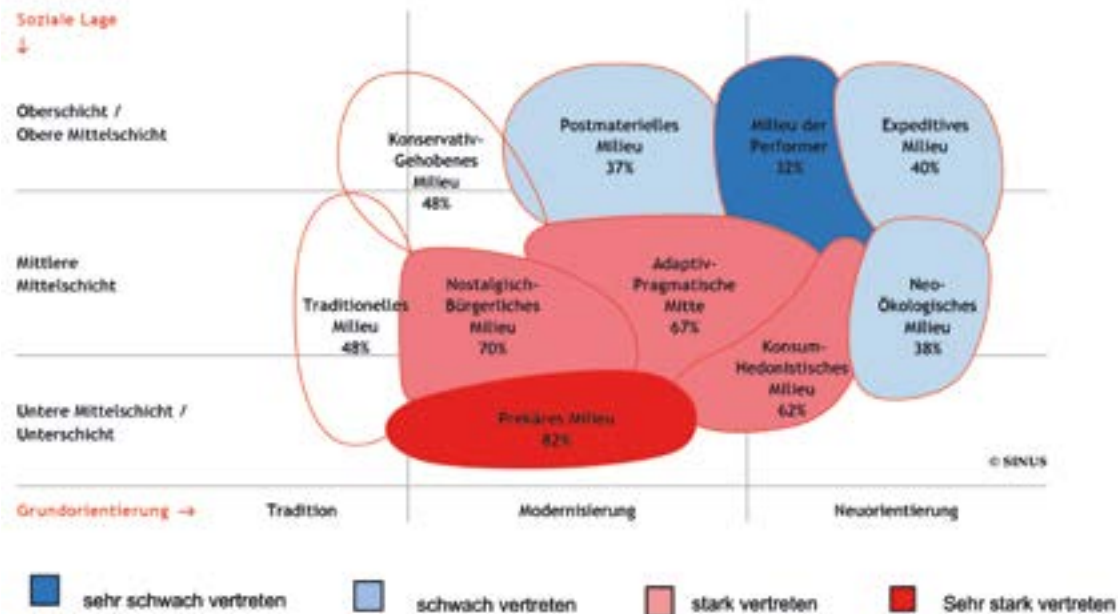 Soziale Lage
↓
Oberschicht /
Obere Mittelschicht
Konservativ-
Gehobenes
Milieu
48%
Postmaterielles
Milieu
37%
Milieu der
Performer
32%
Expeditives
Milieu
40%
Mittlere
Mittelschicht
Traditionelles
Milieu
48%
Nostalgisch-
Bürgerliches
Milieu
70%
Adaptiv-
Pragmatische
Mitte
67%
Konsum-
Hedonistisches
Milieu
62%
Neo-
Ökologisches
Milieu
38%
Untere Mittelschicht /
Unterschicht
Prekäres Milieu
82%
© SINUS
Grundorientierung → Tradition Modernisierung Neuorientierung
sehr schwach vertreten schwach vertreten stark vertreten Sehr stark vertreten